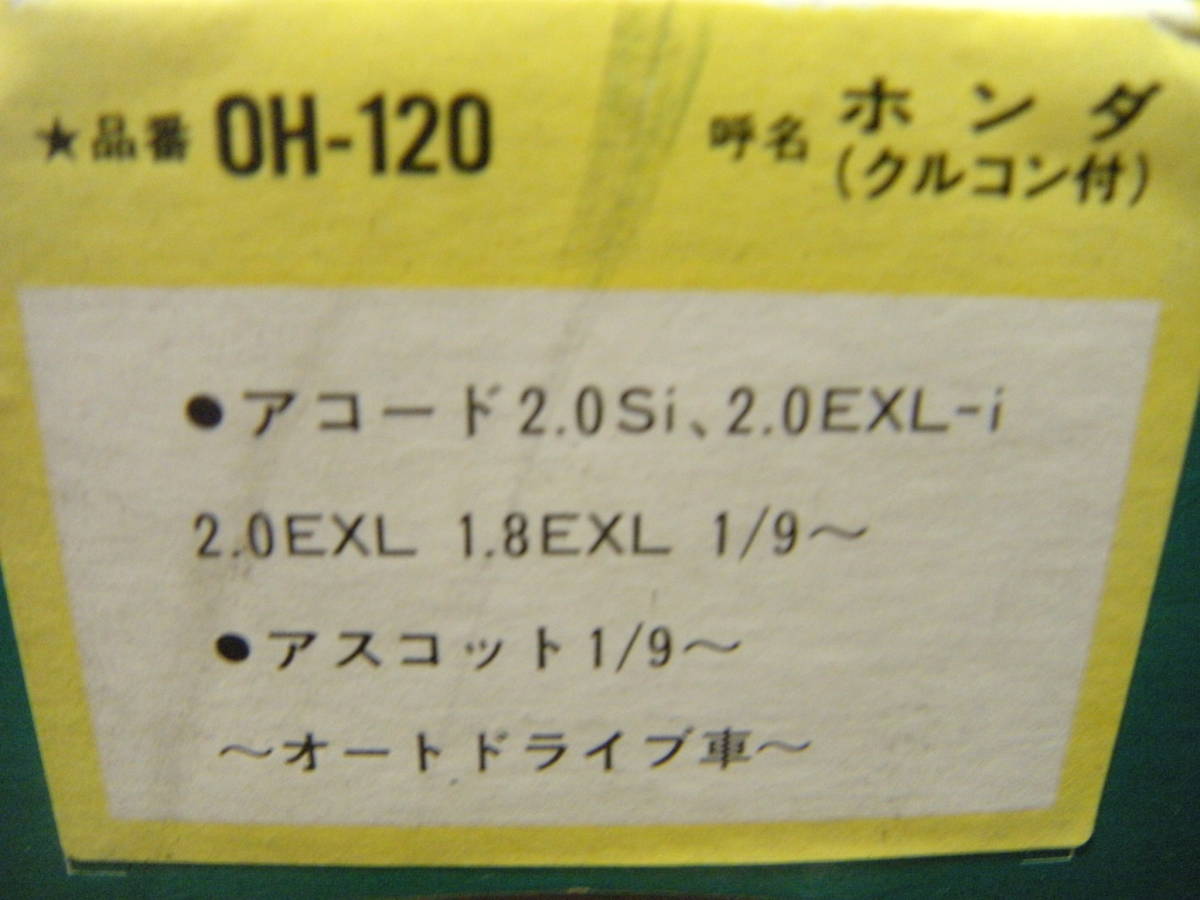 ★品番 OH-120
呼名 ホンダ
(クルコン付)
●アコード2.0Si、2.0EXL-i
2.0EXL 1.8EXL 1/9～
●アスコット1/9～
～オートドライブ車～